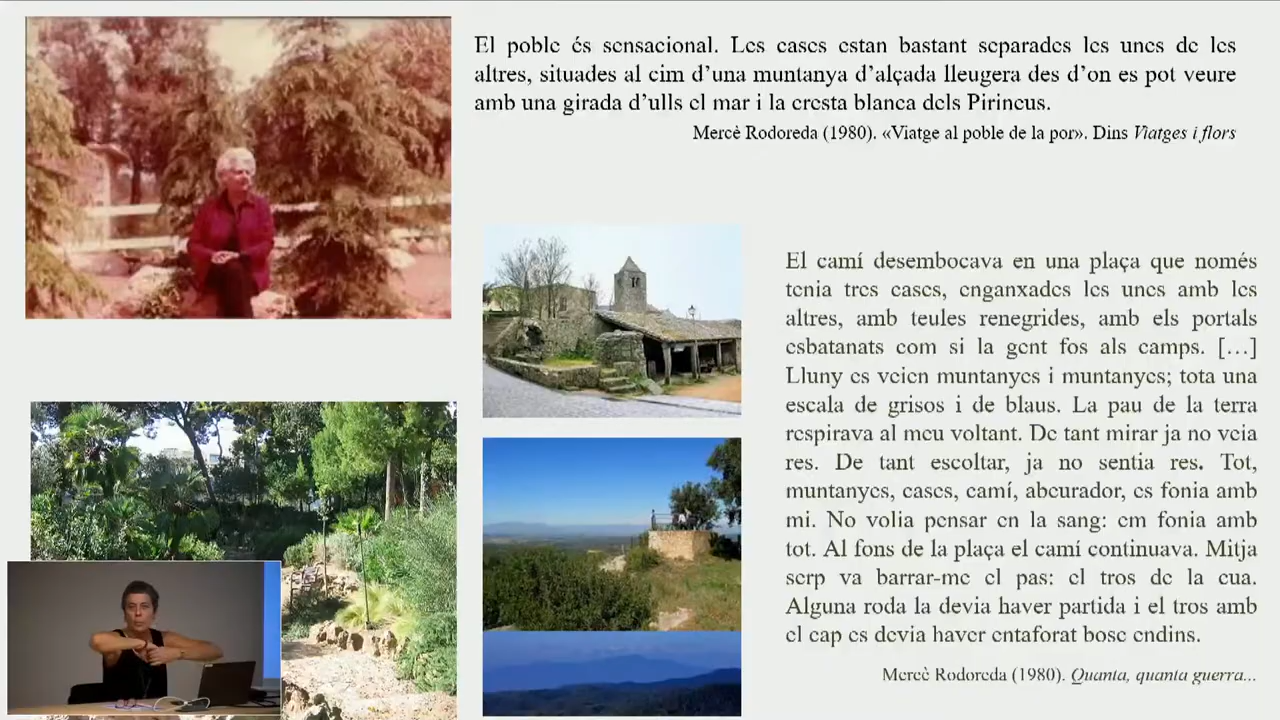 El poble és sensacional. Les cases estan bastant separades les unes de les
altres, situades al cim d’una muntanya d’alçada lleugera des d’on es pot veure
amb una girada d’ulls el mar i la cresta blanca dels Pirineus.
Mercè Rodoreda (1980). «Viatge al poble de la por». Dins Viatges i flors
El camí desembocava en una plaça que només
tenia tres cases, enganxades les unes amb les
altres, amb teules renegrides, amb els portals
esbatanats com si la gent fos als camps. […]
Lluny es veien muntanyes i muntanyes; tota una
escala de grisos i de blaus. La pau de la terra
respirava al meu voltant. De tant mirar ja no veia
res. De tant escoltar, ja no sentia res. Tot,
muntanyes, cases, camí, abeurador, es fonia amb
mi. No volia pensar en la sang: em fonia amb
tot. Al fons de la plaça el camí continuava. Mitja
serp va barrar-me el pas: el tros de la cua.
Alguna roda la devia haver partida i el tros amb
el cap es devia haver entaforat bosc endins.
Mercè Rodoreda (1980). Quanta, quanta guerra...